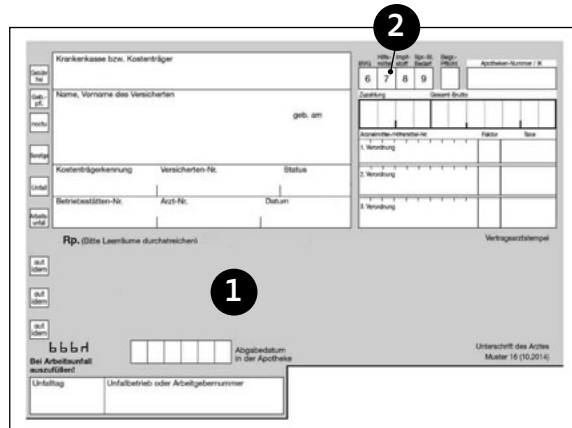 2
Krankenkasse bzw. Kostenträger
BVG
Hilfs-mittel
Impf-stoff
Spr.-St. Bedarf
Begr.-Pflicht
Apotheken-Nummer / IK
6 7 8 9
Gebühr frei
Geb.-pfl.
noctu
Sonstige
Unfall
Arbeits-unfall
Name, Vorname des Versicherten
geb. am
Zuzahlung
Gesamt-Brutto
Arzneimittel-/Hilfsmittel-Nr.
Faktor
Taxe
1. Verordnung
2. Verordnung
3. Verordnung
Kostenträgerkennung
Versicherten-Nr.
Status
Betriebsstätten-Nr.
Arzt-Nr.
Datum
Rp. (Bitte Leerräume durchstreichen)
Vertragsarztstempel
aut idem
aut idem
aut idem
1
Bei Arbeitsunfall
auszufüllen!
Abgabedatum
in der Apotheke
Unterschrift des Arztes
Muster 16 (10.2014)
Unfalltag
Unfallbetrieb oder Arbeitgebernummer